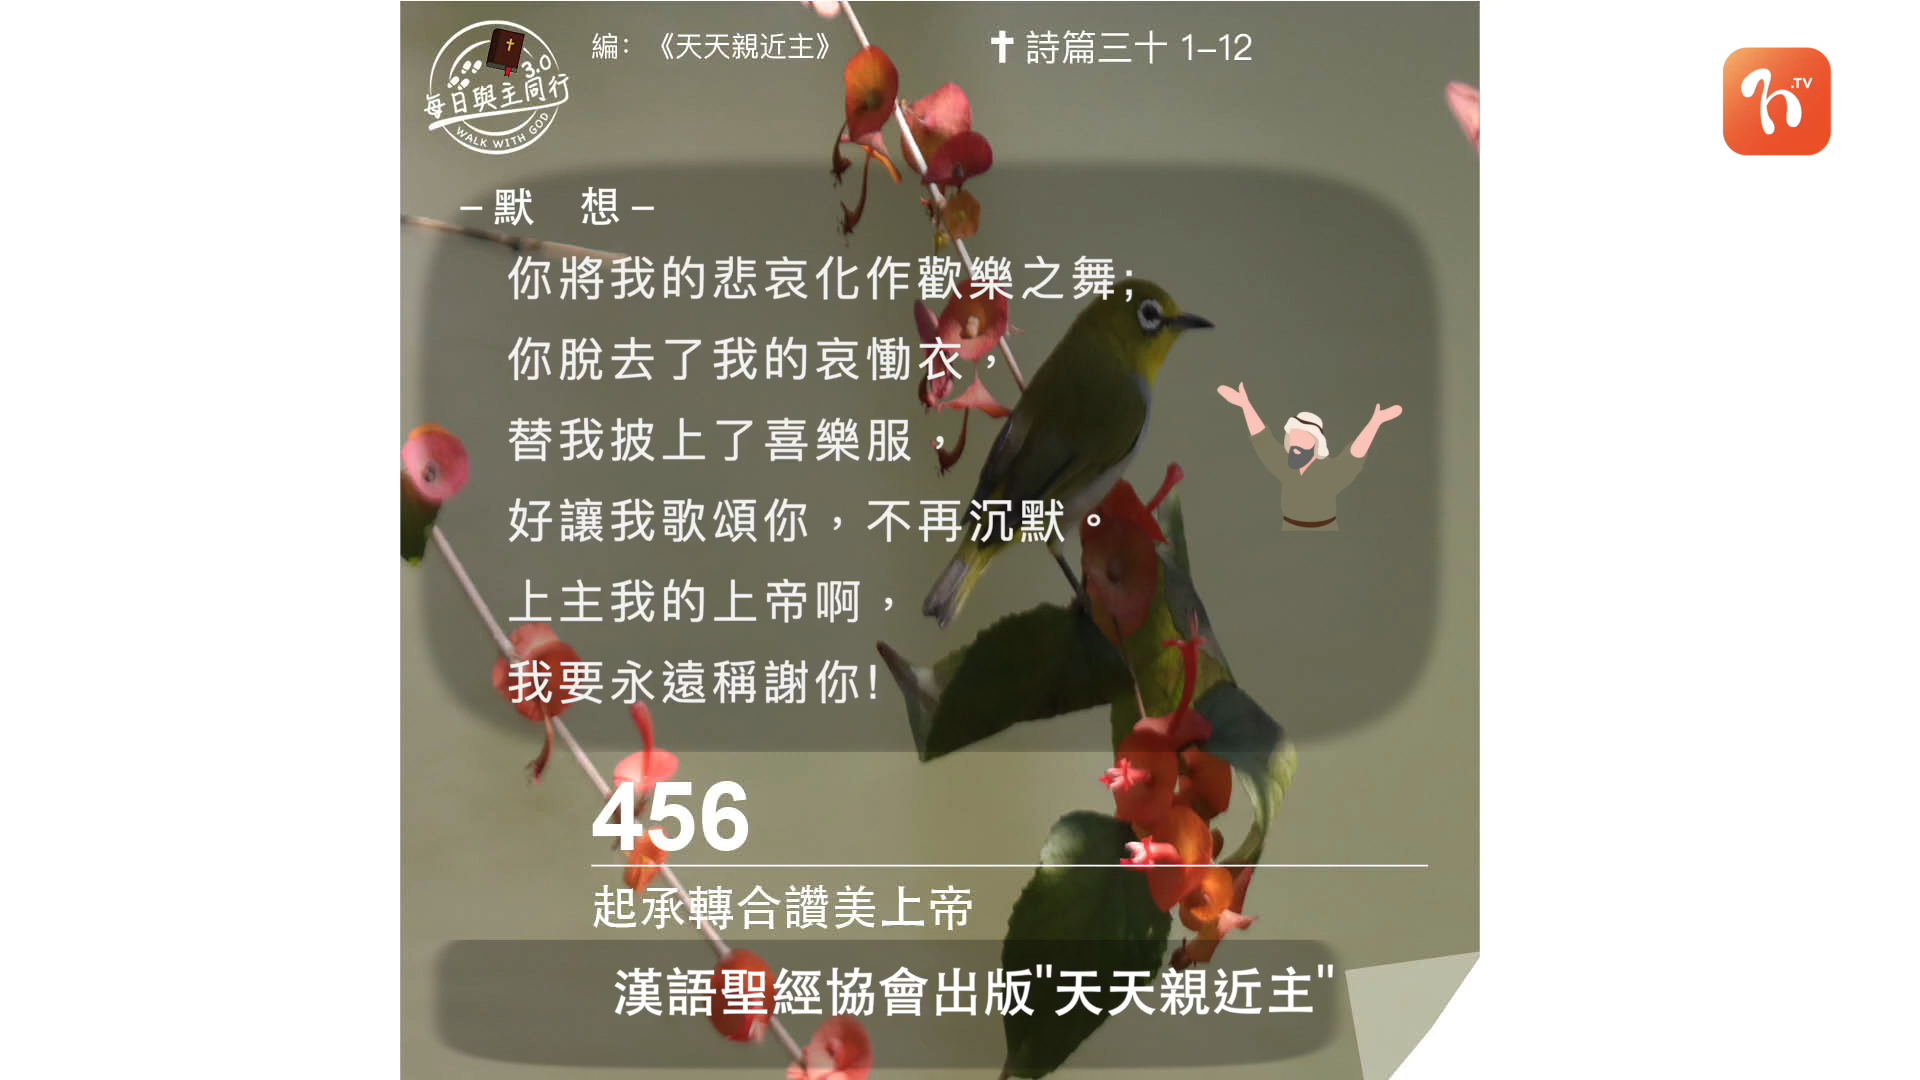 3.0
每日與主同行
WALK WITH GOD
編：《天天親近主》
✝ 詩篇三十 1–12
h.TV
–默 想–
你將我的悲哀化作歡樂之舞;
你脫去了我的哀慟衣，
替我披上了喜樂服，
好讓我歌頌你，不再沉默。
上主我的上帝啊，
我要永遠稱謝你!
456
起承轉合讚美上帝
漢語聖經協會出版"天天親近主"